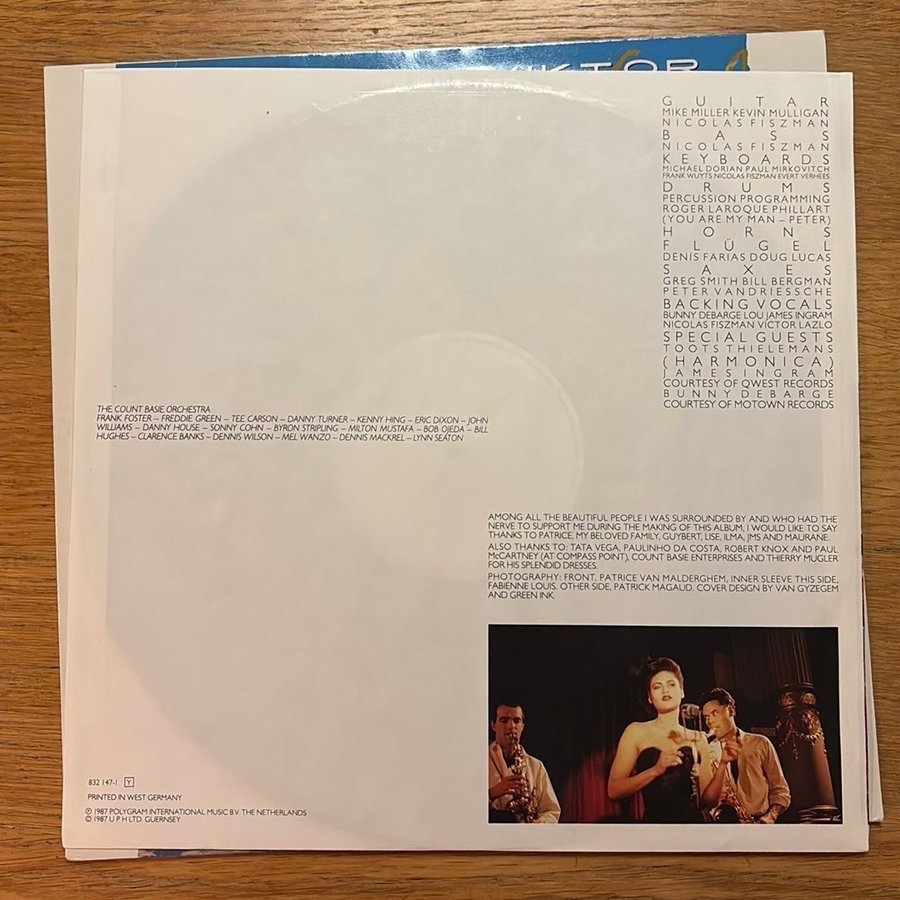 VIKTOR
GUITAR
MIKE MILLER KEVIN MULLIGAN
NICOLAS FISZMAN
BASS
NICOLAS FISZMAN
KEYBOARDS
MICHAEL DORIAN PAUL MIRKOVITCH
FRANK WUYTS NICOLAS FISZMAN EVERT VERHEES
DRUMS
PERCUSSION PROGRAMMING
ROGER LAROQUE PHILLART
(YOU ARE MY MAN – PETER)
HORNS
FLÜGEL
DENIS FARIAS DOUG LUCAS
SAXES
GREG SMITH BILL BERGMAN
PETER VANDRIESSCHE
BACKING VOCALS
BUNNY DEBARGE LOU JAMES INGRAM
NICOLAS FISZMAN VICTOR LAZLO
SPECIAL GUESTS
TOOTS THIELEMANS
(HARMONICA)
JAMES INGRAM
COURTESY OF QWEST RECORDS
BUNNY DEBARGE
COURTESY OF MOTOWN RECORDS
THE COUNT BASIE ORCHESTRA
FRANK FOSTER – FREDDIE GREEN – TEE CARSON – DANNY TURNER – KENNY HING – ERIC DIXON – JOHN
WILLIAMS – DANNY HOUSE – SONNY COHN – BYRON STRIPLING – MILTON MUSTAFA – BOB OJEDA – BILL
HUGHES – CLARENCE BANKS – DENNIS WILSON – MEL WANZO – DENNIS MACKREL – LYNN SEATON
AMONG ALL THE BEAUTIFUL PEOPLE I WAS SURROUNDED BY AND WHO HAD THE
NERVE TO SUPPORT ME DURING THE MAKING OF THIS ALBUM, I WOULD LIKE TO SAY
THANKS TO PATRICE, MY BELOVED FAMILY, GUYBERT, LISE, ILMA, JMS AND MAURANE.
ALSO THANKS TO: TATA VEGA, PAULINHO DA COSTA, ROBERT KNOX AND PAUL
McCARTNEY (AT COMPASS POINT), COUNT BASIE ENTERPRISES AND THIERRY MUGLER
FOR HIS SPLENDID DRESSES.
PHOTOGRAPHY: FRONT, PATRICE VAN MALDERGHEM, INNER SLEEVE THIS SIDE,
FABIENNE LOUIS. OTHER SIDE, PATRICK MAGAUD. COVER DESIGN BY VAN GYZEGEM
AND GREEN INK.
832 147-1 Y
PRINTED IN WEST GERMANY
℗ 1987 POLYGRAM INTERNATIONAL MUSIC B.V. THE NETHERLANDS
© 1987 U P H LTD. GUERNSEY